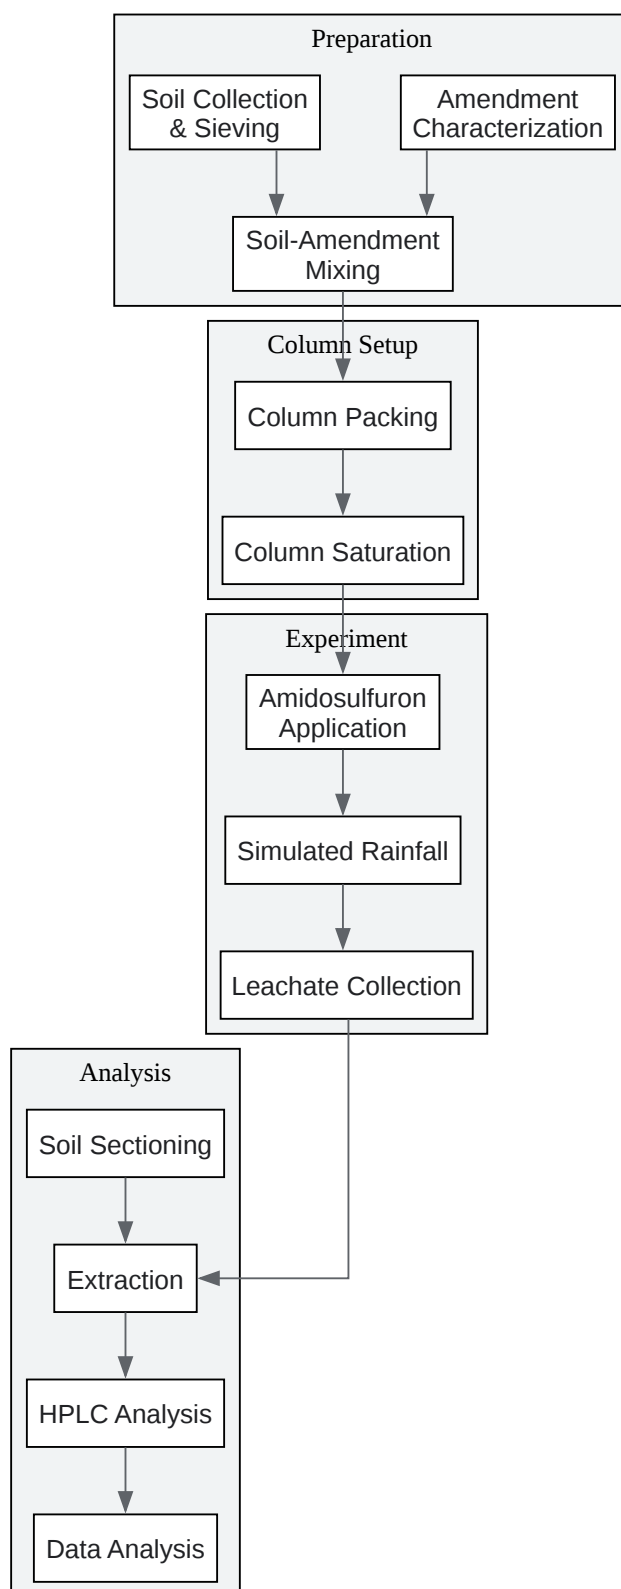 Preparation
Soil Collection
& Sieving
Amendment
Characterization
Soil-Amendment
Mixing
Column Setup
Column Packing
Column Saturation
Experiment
Amidosulfuron
Application
Simulated Rainfall
Leachate Collection
Analysis
Soil Sectioning
Extraction
HPLC Analysis
Data Analysis